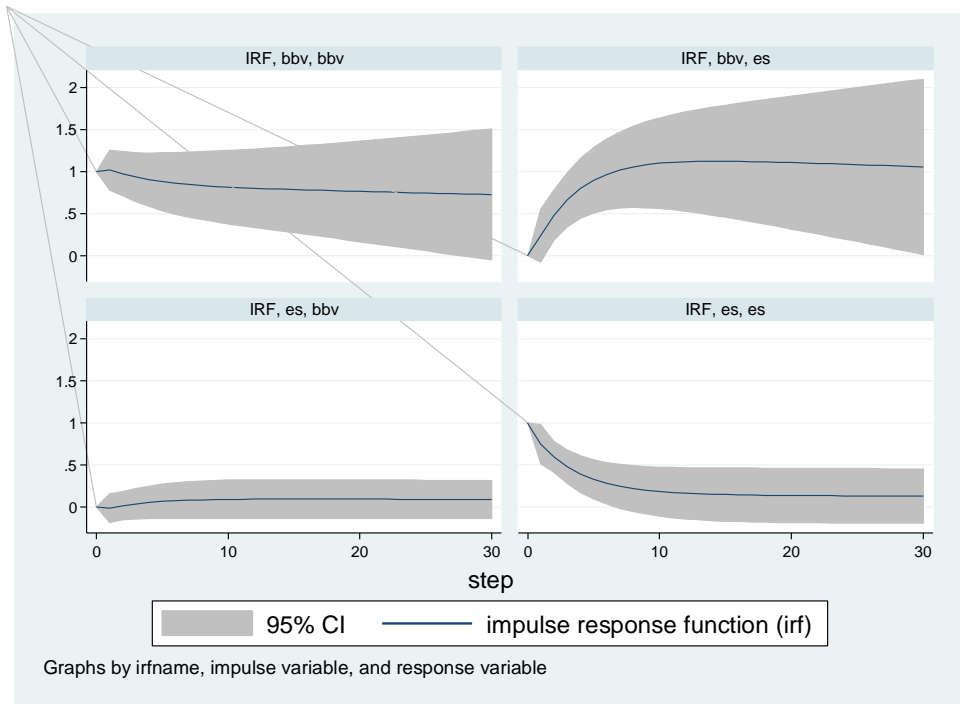 IRF, bbv, bbv
IRF, bbv, es
2
1.5
1
.5
0
IRF, es, bbv
IRF, es, es
2
1.5
1
.5
0
0 10 20 30
0 10 20 30
step
95% CI
impulse response function (irf)
Graphs by irfname, impulse variable, and response variable